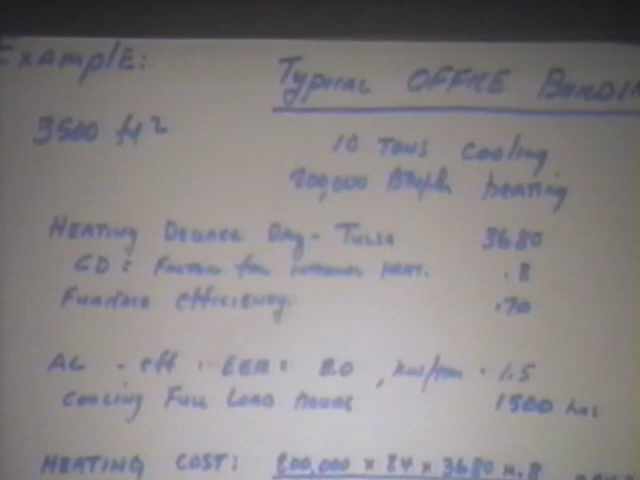 Example:
Typical OFFICE BUILDIN
3500 ft²
10 Tons Cooling
200,000 Btuph heating
HEATING DEGREE DAY - TULSA 3680
CD = Factor for internal HEAT. .8
Furnace efficiency. .70
AC - eff. EER = 8.0, kw/ton = 1.5
Cooling Full Load Hours 1500 hrs
HEATING COST: 200,000 x 24 x 3680 x .8